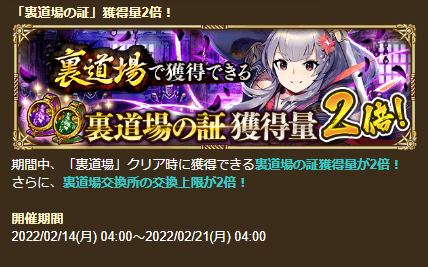 「裏道場の証」獲得量2倍！
裏道場で獲得できる
裏道場の証獲得量2倍!
期間中、「裏道場」クリア時に獲得できる裏道場の証獲得量が2倍！
さらに、裏道場交換所の交換上限が2倍！
開催期間
2022/02/14(月) 04:00～2022/02/21(月) 04:00